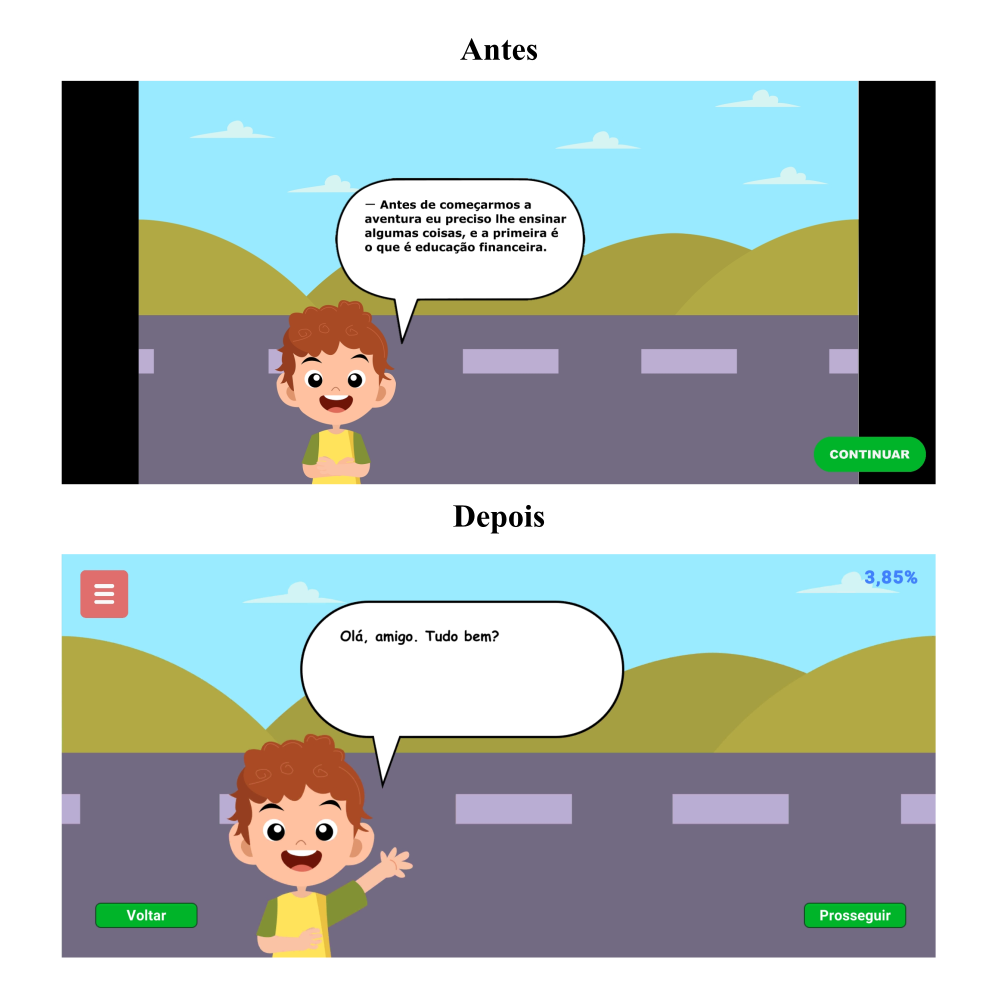 Antes
— Antes de começarmos a
aventura eu preciso lhe ensinar
algumas coisas, e a primeira é
o que é educação financeira.
CONTINUAR
Depois
3,85%
Olá, amigo. Tudo bem?
Voltar
Prosseguir